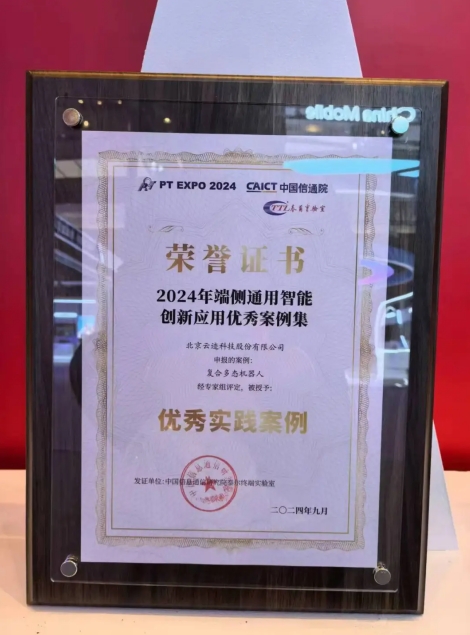 China Mobile
PT EXPO 2024 CAICT 中国信通院
CTTL 泰尔实验室
荣誉证书
2024年端侧通用智能
创新应用优秀案例集
北京云迹科技股份有限公司
申报的案例:
复合多态机器人
经专家组评定，被授予:
优秀实践案例
发证单位:中国信息通信研究院泰尔终端实验室
二〇二四年九月